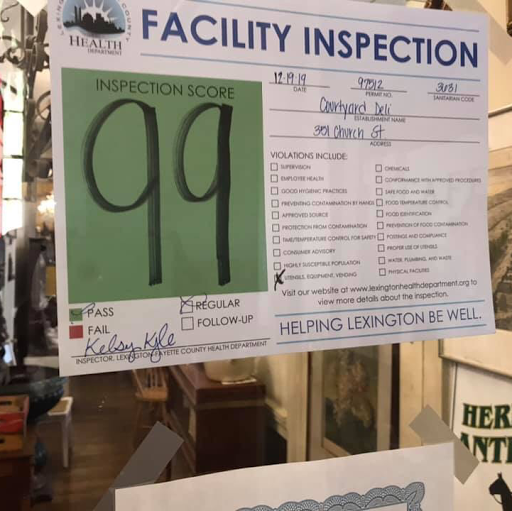 LEXINGTON COUNTY
HEALTH
DEPARTMENT
FACILITY INSPECTION
INSPECTION SCORE
99
12-19-19 97512 3631
DATE PERMIT NO. SANITARIAN CODE
Courtyard Deli
ESTABLISHMENT NAME
351 Church St
ADDRESS
VIOLATIONS INCLUDE:
SUPERVISION
EMPLOYEE HEALTH
GOOD HYGIENIC PRACTICES
PREVENTING CONTAMINATION BY HANDS
APPROVED SOURCE
PROTECTION FROM CONTAMINATION
TIME/TEMPERATURE CONTROL FOR SAFETY
CONSUMER ADVISORY
HIGHLY SUSCEPTIBLE POPULATION
UTENSILS, EQUIPMENT, VENDING
CHEMICALS
CONFORMANCE WITH APPROVED PROCEDURES
SAFE FOOD AND WATER
FOOD TEMPERATURE CONTROL
FOOD IDENTIFICATION
PREVENTION OF FOOD CONTAMINATION
POSTINGS AND COMPLIANCE
PROPER USE OF UTENSILS
WATER, PLUMBING, AND WASTE
PHYSICAL FACILITIES
Visit our website at www.lexingtonhealthdepartment.org to
view more details about the inspection.
PASS
FAIL
REGULAR
FOLLOW-UP
Kelsey Kyle
INSPECTOR, LEXINGTON-FAYETTE COUNTY HEALTH DEPARTMENT
HELPING LEXINGTON BE WELL.
HER
ANTI